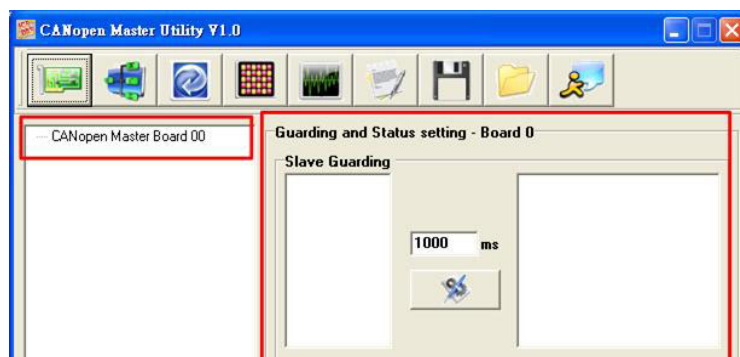 CANopen Master Utility V1.0
CANopen Master Board 00
Guarding and Status setting - Board 0
Slave Guarding
1000 ms